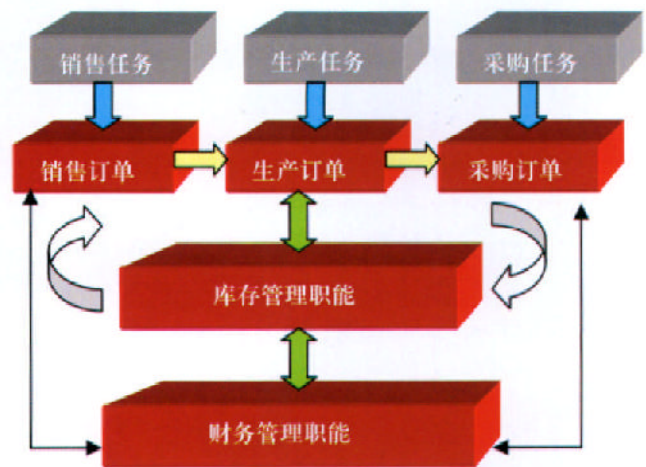 销售任务
生产任务
采购任务
销售订单
生产订单
采购订单
库存管理职能
财务管理职能